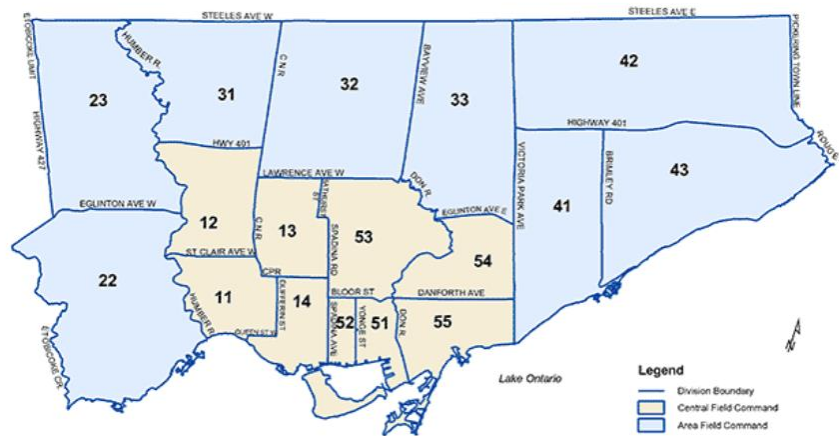 STEELES AVE W
STEELES AVE E
ETOBICOKE LIMIT
HUMBER R.
C N R
BAYVIEW AVE
PICKERING TOWN LINE
23
31
32
33
42
HIGHWAY 427
HWY 401
HIGHWAY 401
ROUGE
LAWRENCE AVE W
DON R.
VICTORIA PARK AVE
BRIMLEY RD
43
EGLINTON AVE W
BATHURST ST
EGLINTON AVE E
41
12
C N R
13
SPADINA RD
53
ST CLAIR AVE W
54
22
CPR
11
DUFFERIN ST
14
BLOOR ST
DANFORTH AVE
HUMBER R.
QUEEN ST W
SPADINA AVE
52
YONGE ST
51
DON R.
55
ETOBICOKE CR.
Lake Ontario
N
Legend
Division Boundary
Central Field Command
Area Field Command